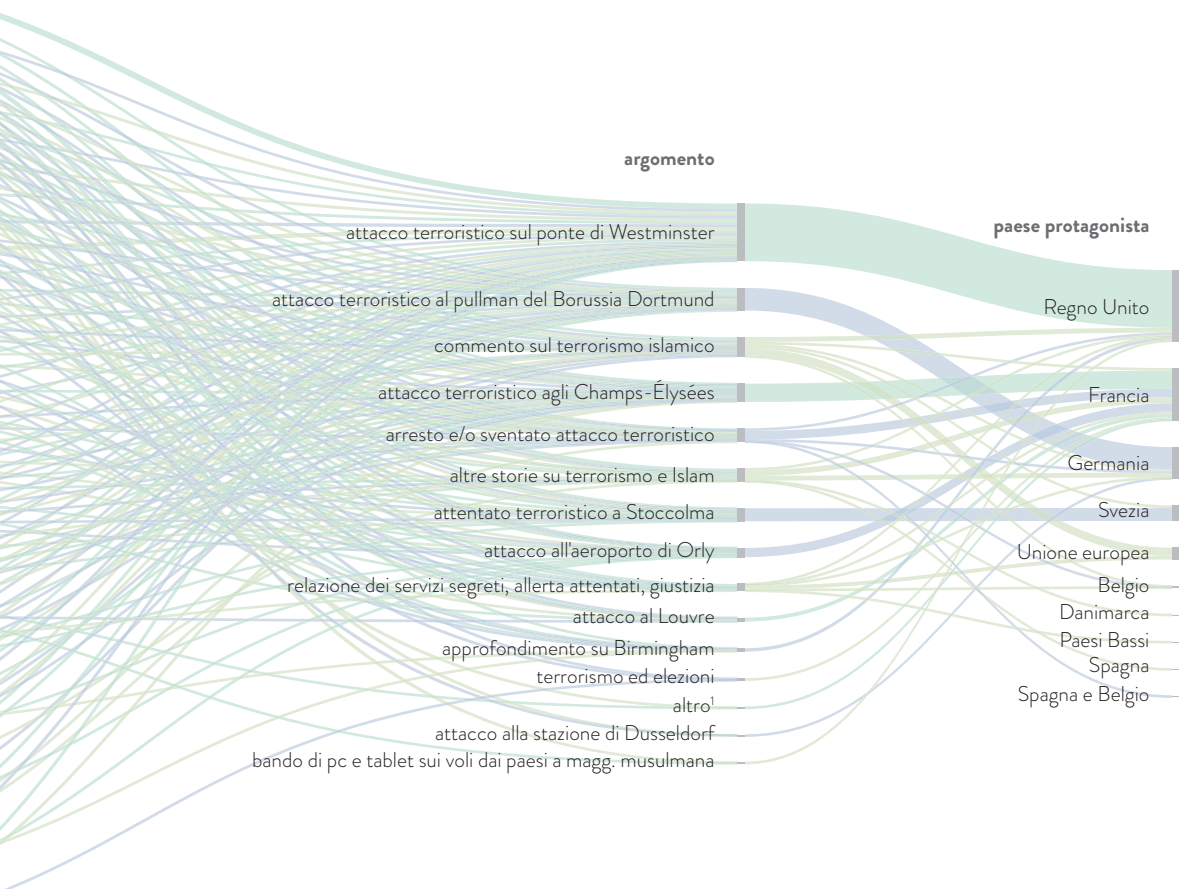 argomento
attacco terroristico sul ponte di Westminster
attacco terroristico al pullman del Borussia Dortmund
commento sul terrorismo islamico
attacco terroristico agli Champs-Élysées
arresto e/o sventato attacco terroristico
altre storie su terrorismo e Islam
attentato terroristico a Stoccolma
attacco all'aeroporto di Orly
relazione dei servizi segreti, allerta attentati, giustizia
attacco al Louvre
approfondimento su Birmingham
terrorismo ed elezioni
altro¹
attacco alla stazione di Dusseldorf
bando di pc e tablet sui voli dai paesi a magg. musulmana
paese protagonista
Regno Unito
Francia
Germania
Svezia
Unione europea
Belgio
Danimarca
Paesi Bassi
Spagna
Spagna e Belgio